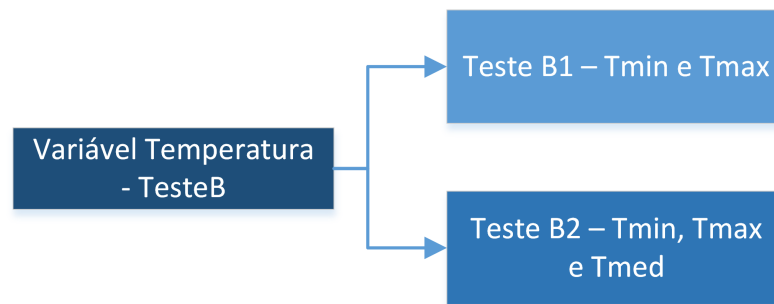 Variável Temperatura
- TesteB
Teste B1 – Tmin e Tmax
Teste B2 – Tmin, Tmax
e Tmed